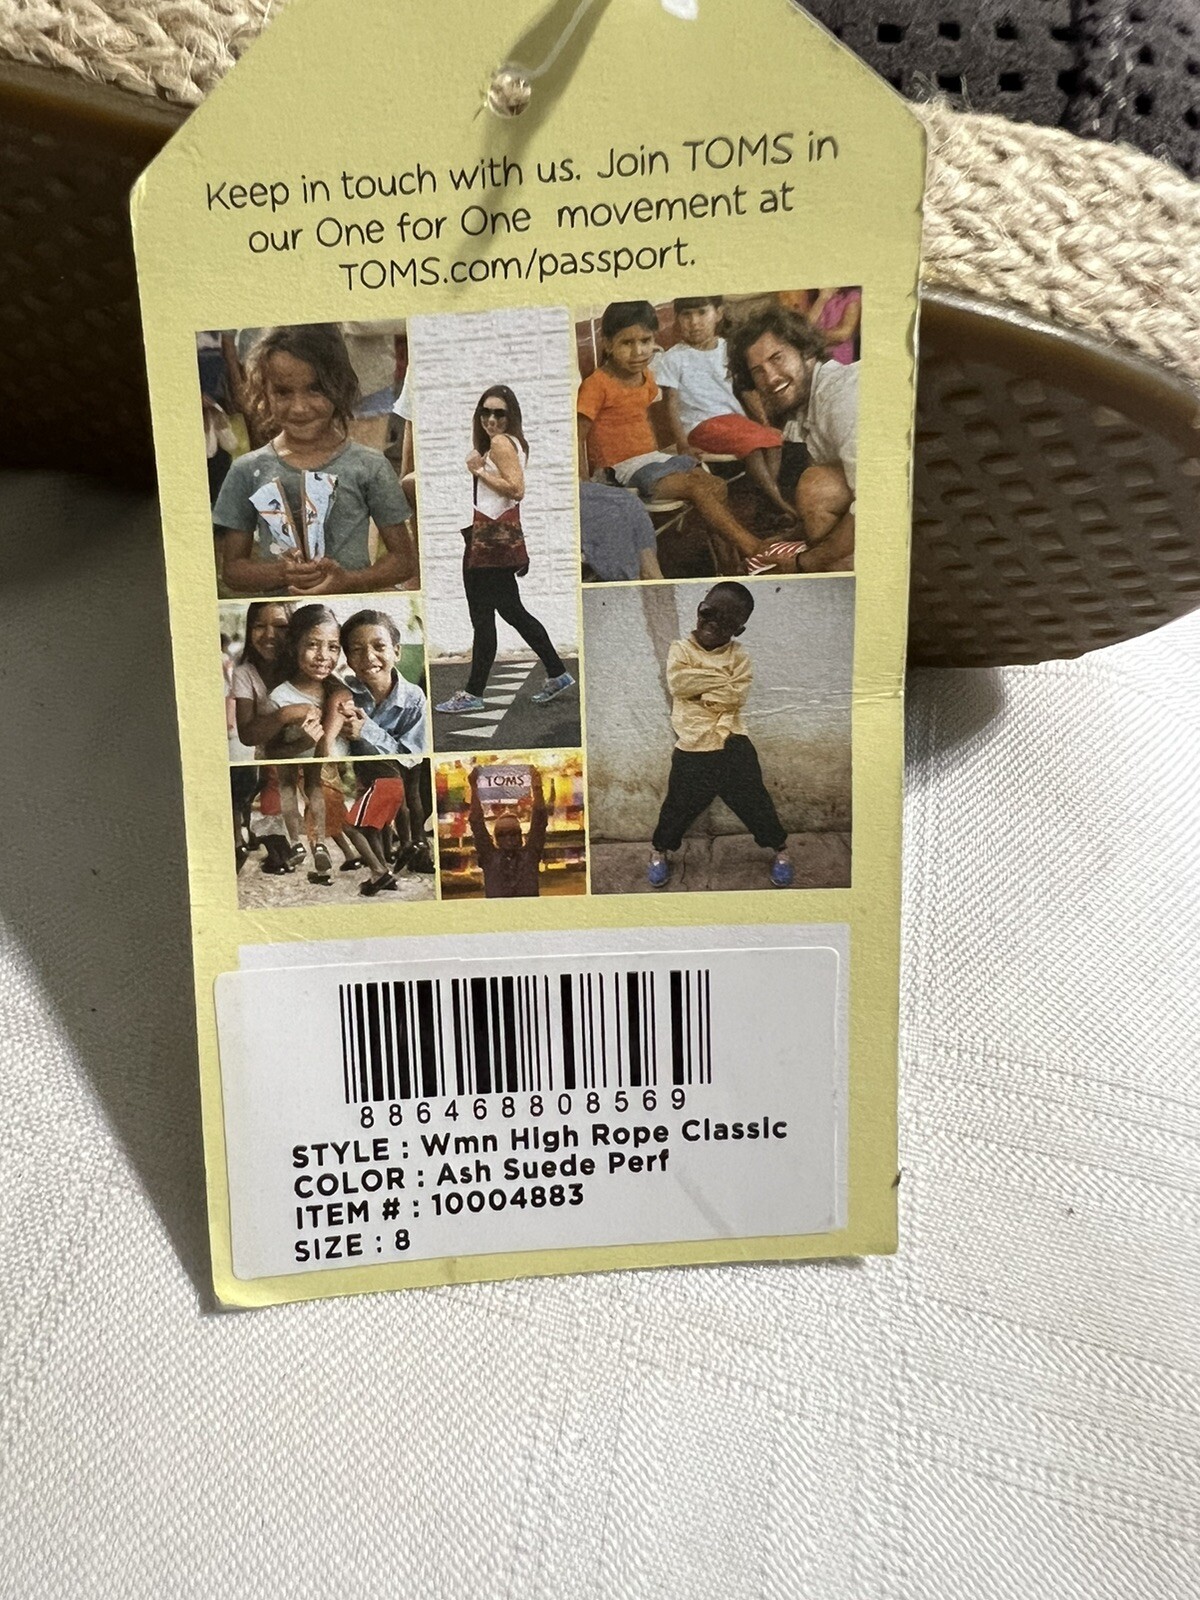 Keep in touch with us. Join TOMS in
our One for One movement at
TOMS.com/passport.
TOMS
886468808569
STYLE : Wmn High Rope Classic
COLOR : Ash Suede Perf
ITEM # : 10004883
SIZE : 8